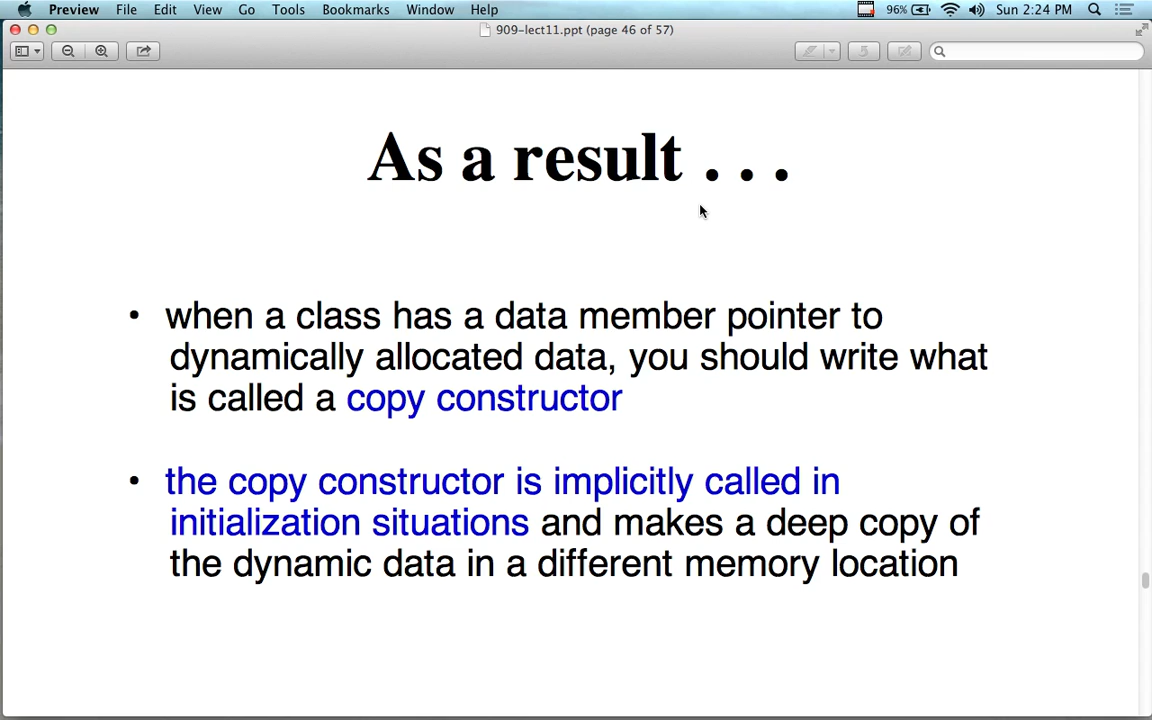 Preview File Edit View Go Tools Bookmarks Window Help 96% Sun 2:24 PM
909-lect11.ppt (page 46 of 57)
As a result . . .
• when a class has a data member pointer to
dynamically allocated data, you should write what
is called a copy constructor
• the copy constructor is implicitly called in
initialization situations and makes a deep copy of
the dynamic data in a different memory location